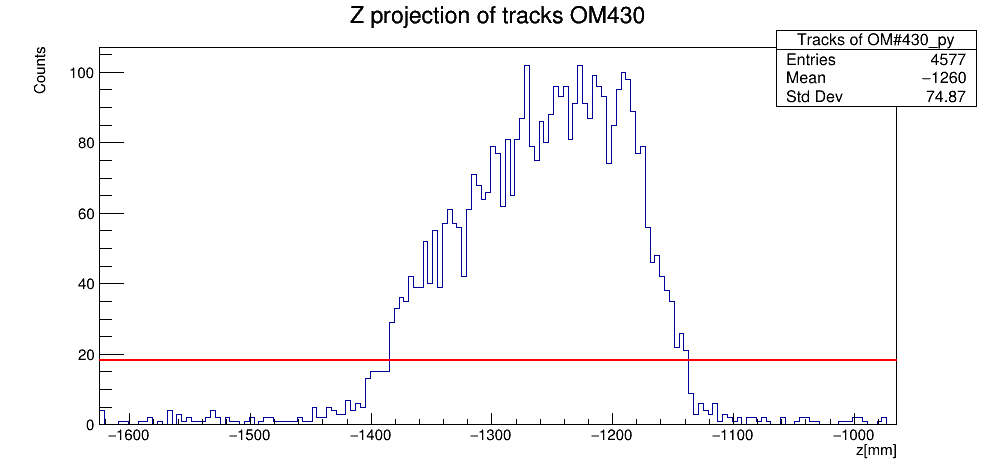 Z projection of tracks OM430
Tracks of OM#430_py
Entries 4577
Mean −1260
Std Dev 74.87
Counts
100
80
60
40
20
0
−1600 −1500 −1400 −1300 −1200 −1100 −1000
z[mm]